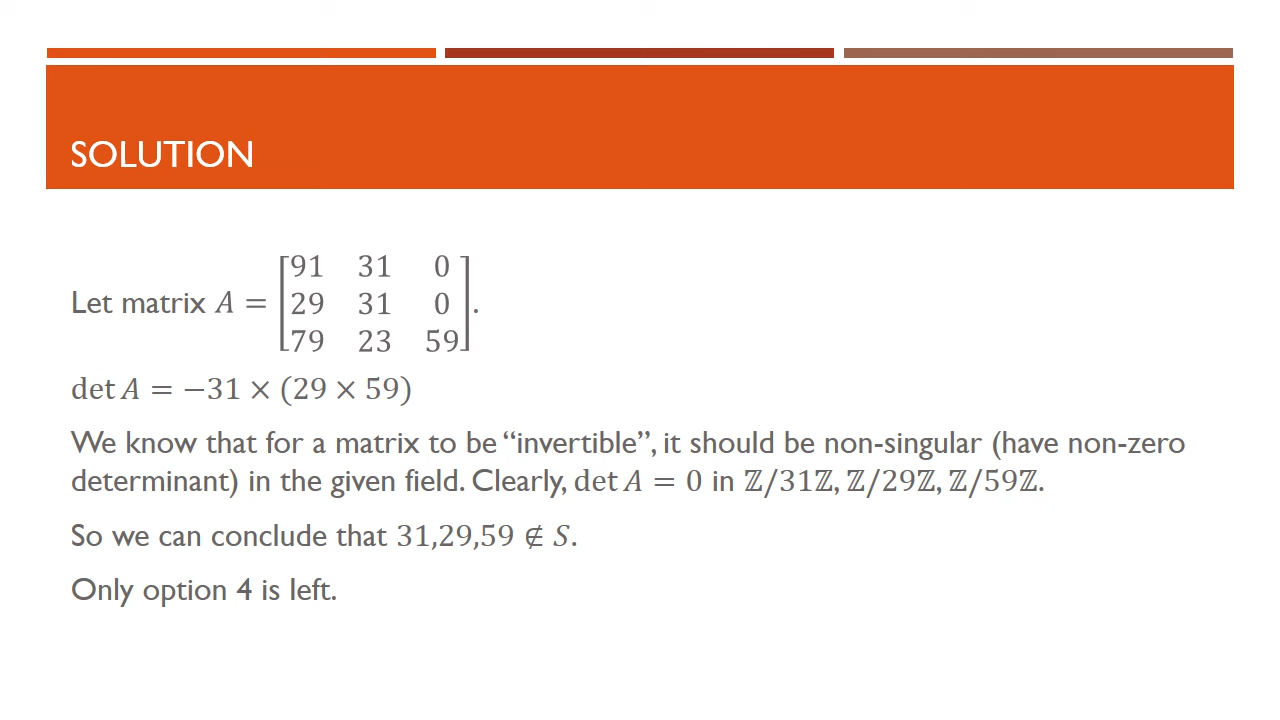 SOLUTION
Let matrix A = [91 31 0
29 31 0
79 23 59].
det A = −31 × (29 × 59)
We know that for a matrix to be “invertible”, it should be non-singular (have non-zero
determinant) in the given field. Clearly, det A = 0 in ℤ/31ℤ, ℤ/29ℤ, ℤ/59ℤ.
So we can conclude that 31,29,59 ∉ S.
Only option 4 is left.